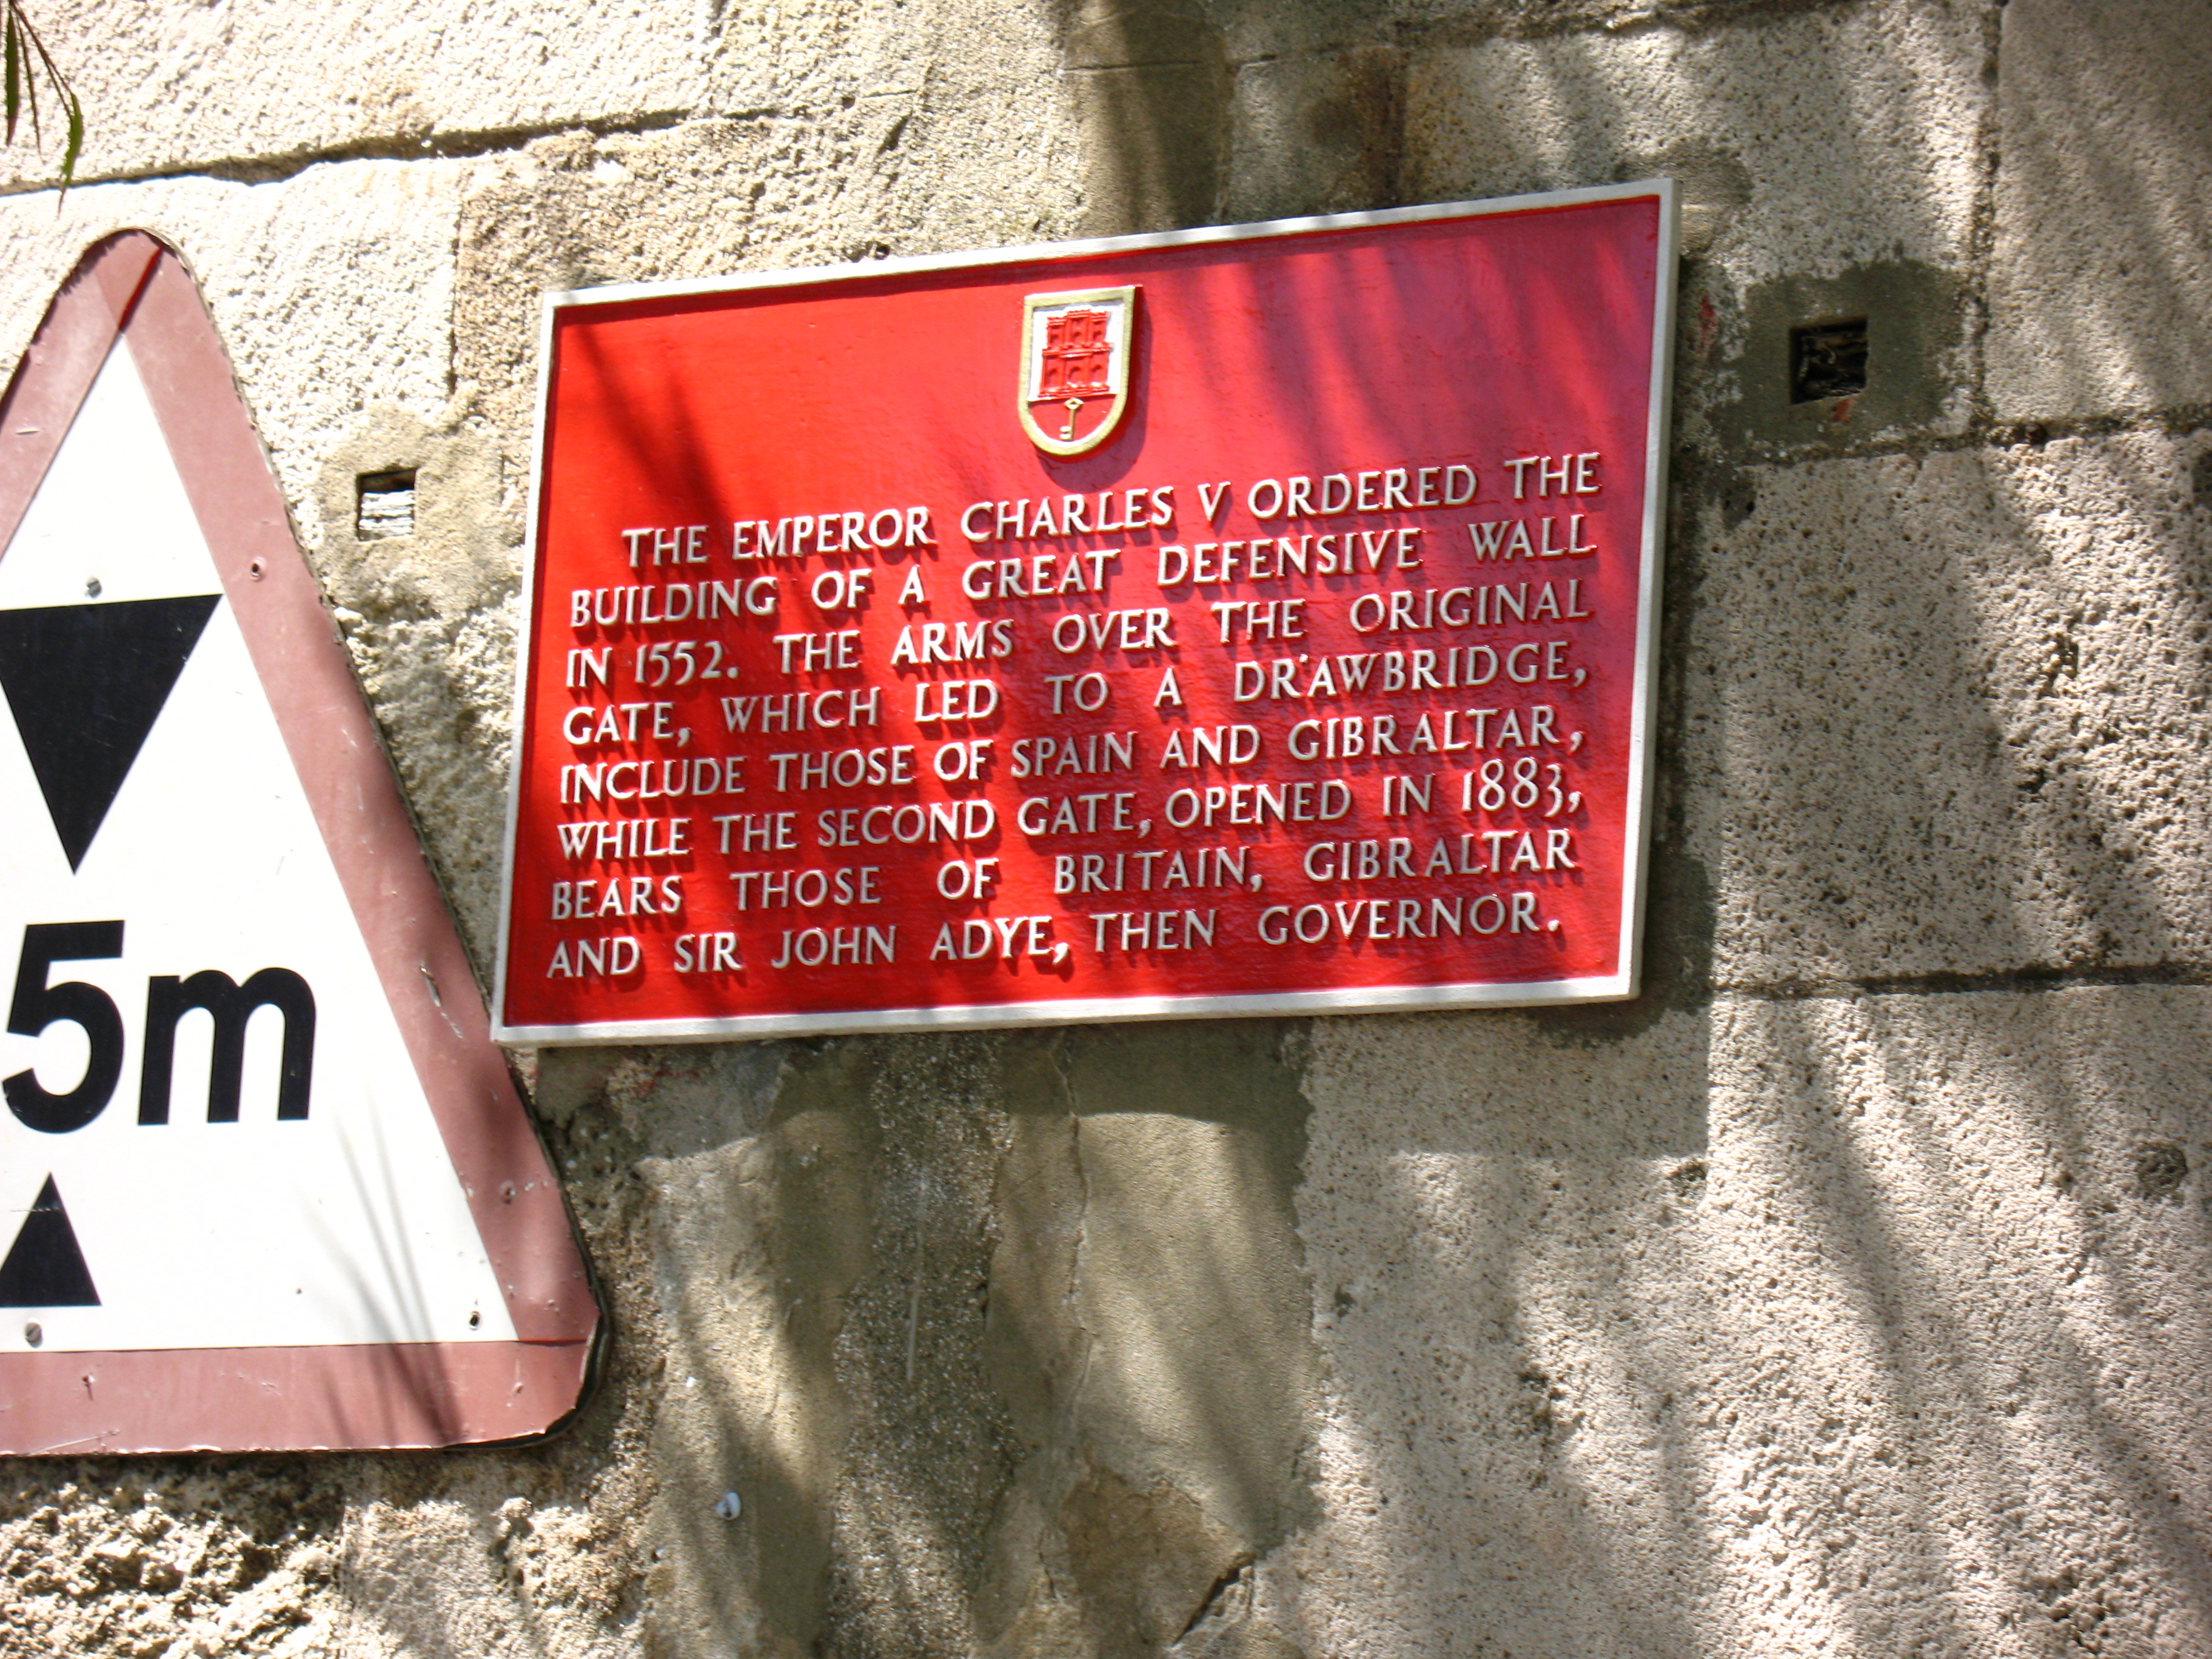 THE EMPEROR CHARLES V ORDERED THE
BUILDING OF A GREAT DEFENSIVE WALL
IN 1552. THE ARMS OVER THE ORIGINAL
GATE, WHICH LED TO A DRAWBRIDGE,
INCLUDE THOSE OF SPAIN AND GIBRALTAR,
WHILE THE SECOND GATE, OPENED IN 1883,
BEARS THOSE OF BRITAIN, GIBRALTAR
AND SIR JOHN ADYE, THEN GOVERNOR.
5m